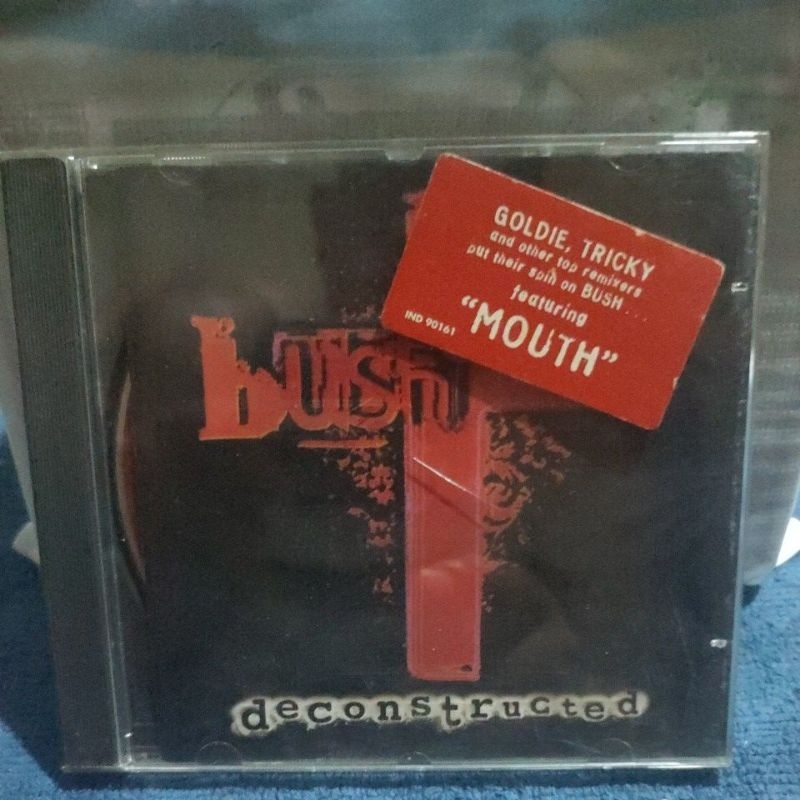 GOLDIE, TRICKY
and other top remixers
put their spin on BUSH...
featuring
"MOUTH"
IND 90161
bush
deconstructed